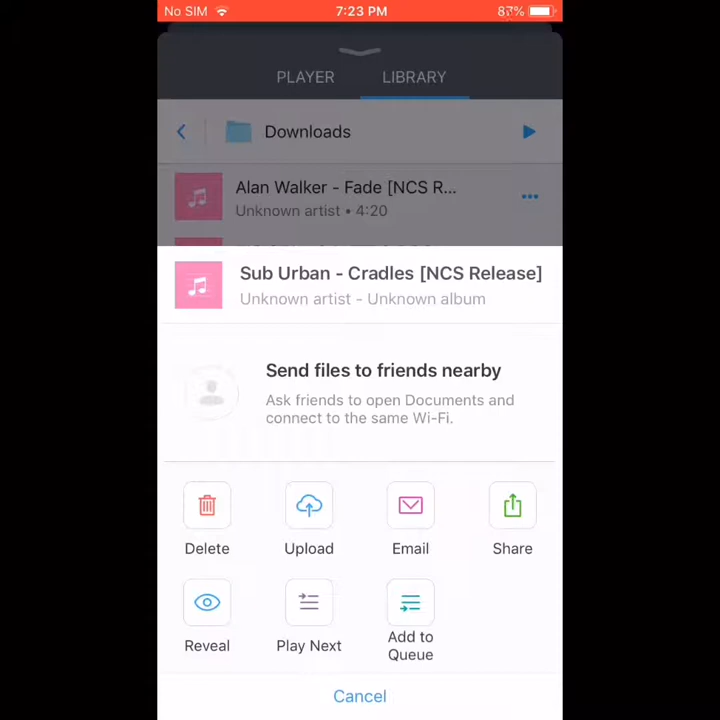 No SIM 7:23 PM 87%
PLAYER LIBRARY
Downloads
Alan Walker - Fade [NCS R...
Unknown artist • 4:20
Sub Urban - Cradles [NCS Release]
Unknown artist - Unknown album
Send files to friends nearby
Ask friends to open Documents and
connect to the same Wi-Fi.
Delete Upload Email Share
Reveal Play Next Add to
Queue
Cancel